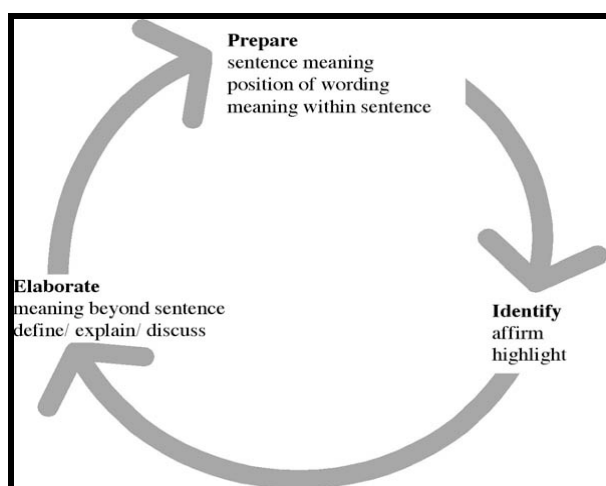 Prepare
sentence meaning
position of wording
meaning within sentence
Identify
affirm
highlight
Elaborate
meaning beyond sentence
define/ explain/ discuss